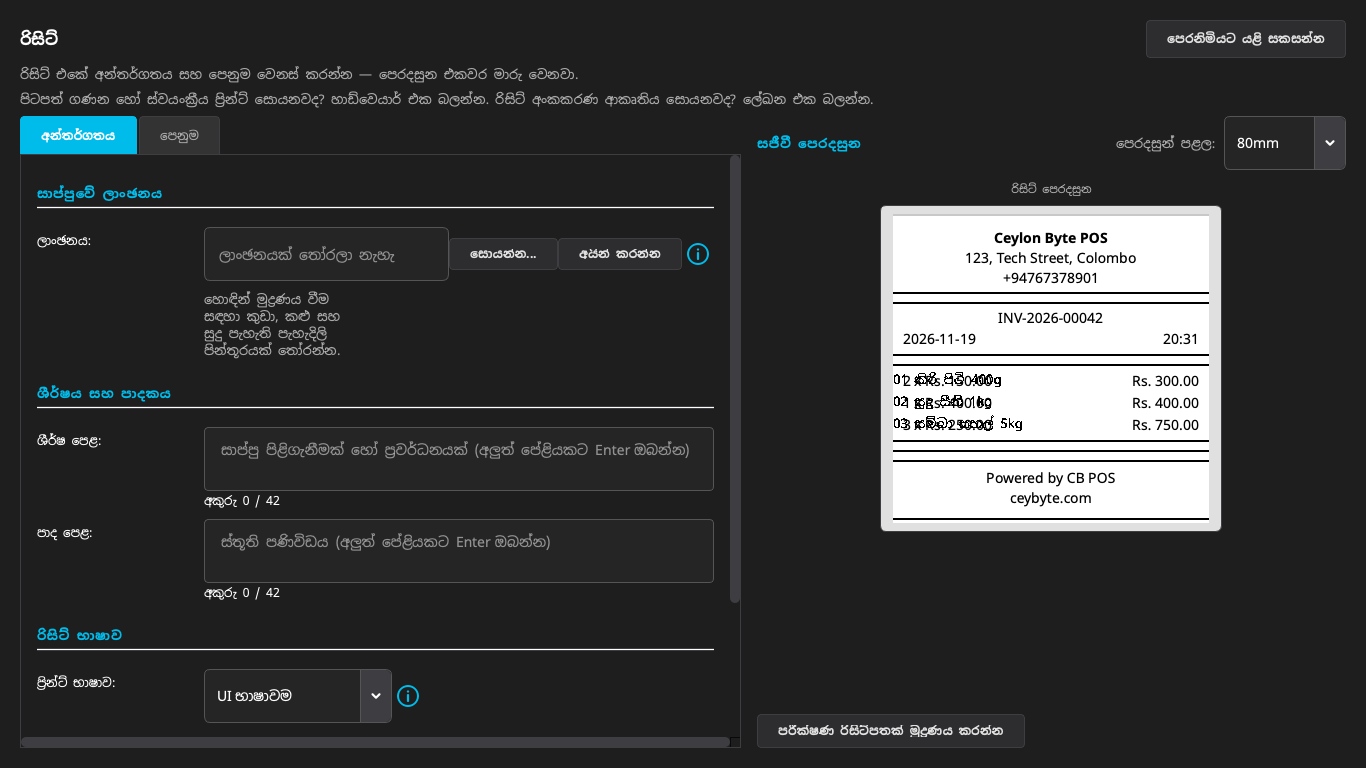 රිසිට්
පෙරනිමියට යළි සකසන්න
රිසිට් එකේ අන්තර්ගතය සහ පෙනුම වෙනස් කරන්න — පෙරදසුන එකවර මාරු වෙනවා.
පිටපත් ගණන හෝ ස්වයංක්‍රීය ප්‍රින්ට් සොයනවද? හාඩ්වෙයාර් එක බලන්න. රිසිට් අංකකරණ ආකෘතිය සොයනවද? ලේඛන එක බලන්න.
අන්තර්ගතය
පෙනුම
සජීවී පෙරදසුන
පෙරදසුන් පළල:
80mm
සාප්පුවේ ලාංඡනය
ලාංඡනය:
ලාංඡනයක් තෝරලා නැහැ
සොයන්න...
අයින් කරන්න
හොඳින් මුද්‍රණය වීම
සඳහා කුඩා, කළු සහ
සුදු පැහැති පැහැදිලි
පින්තූරයක් තෝරන්න.
ශීර්ෂය සහ පාදකය
ශීර්ෂ පෙළ:
සාප්පු පිළිගැනීමක් හෝ ප්‍රවර්ධනයක් (අලුත් පේළියකට Enter ඔබන්න)
අකුරු 0 / 42
පාද පෙළ:
ස්තූති පණිවිඩය (අලුත් පේළියකට Enter ඔබන්න)
අකුරු 0 / 42
රිසිට් භාෂාව
ප්‍රින්ට් භාෂාව:
UI භාෂාවම
රිසිට් පෙරදසුන
Ceylon Byte POS
123, Tech Street, Colombo
+94767378901
INV-2026-00042
2026-11-19 20:31
Rs. 300.00
Rs. 400.00
Rs. 750.00
Powered by CB POS
ceybyte.com
පරීක්ෂණ රිසිට්පතක් මුද්‍රණය කරන්න